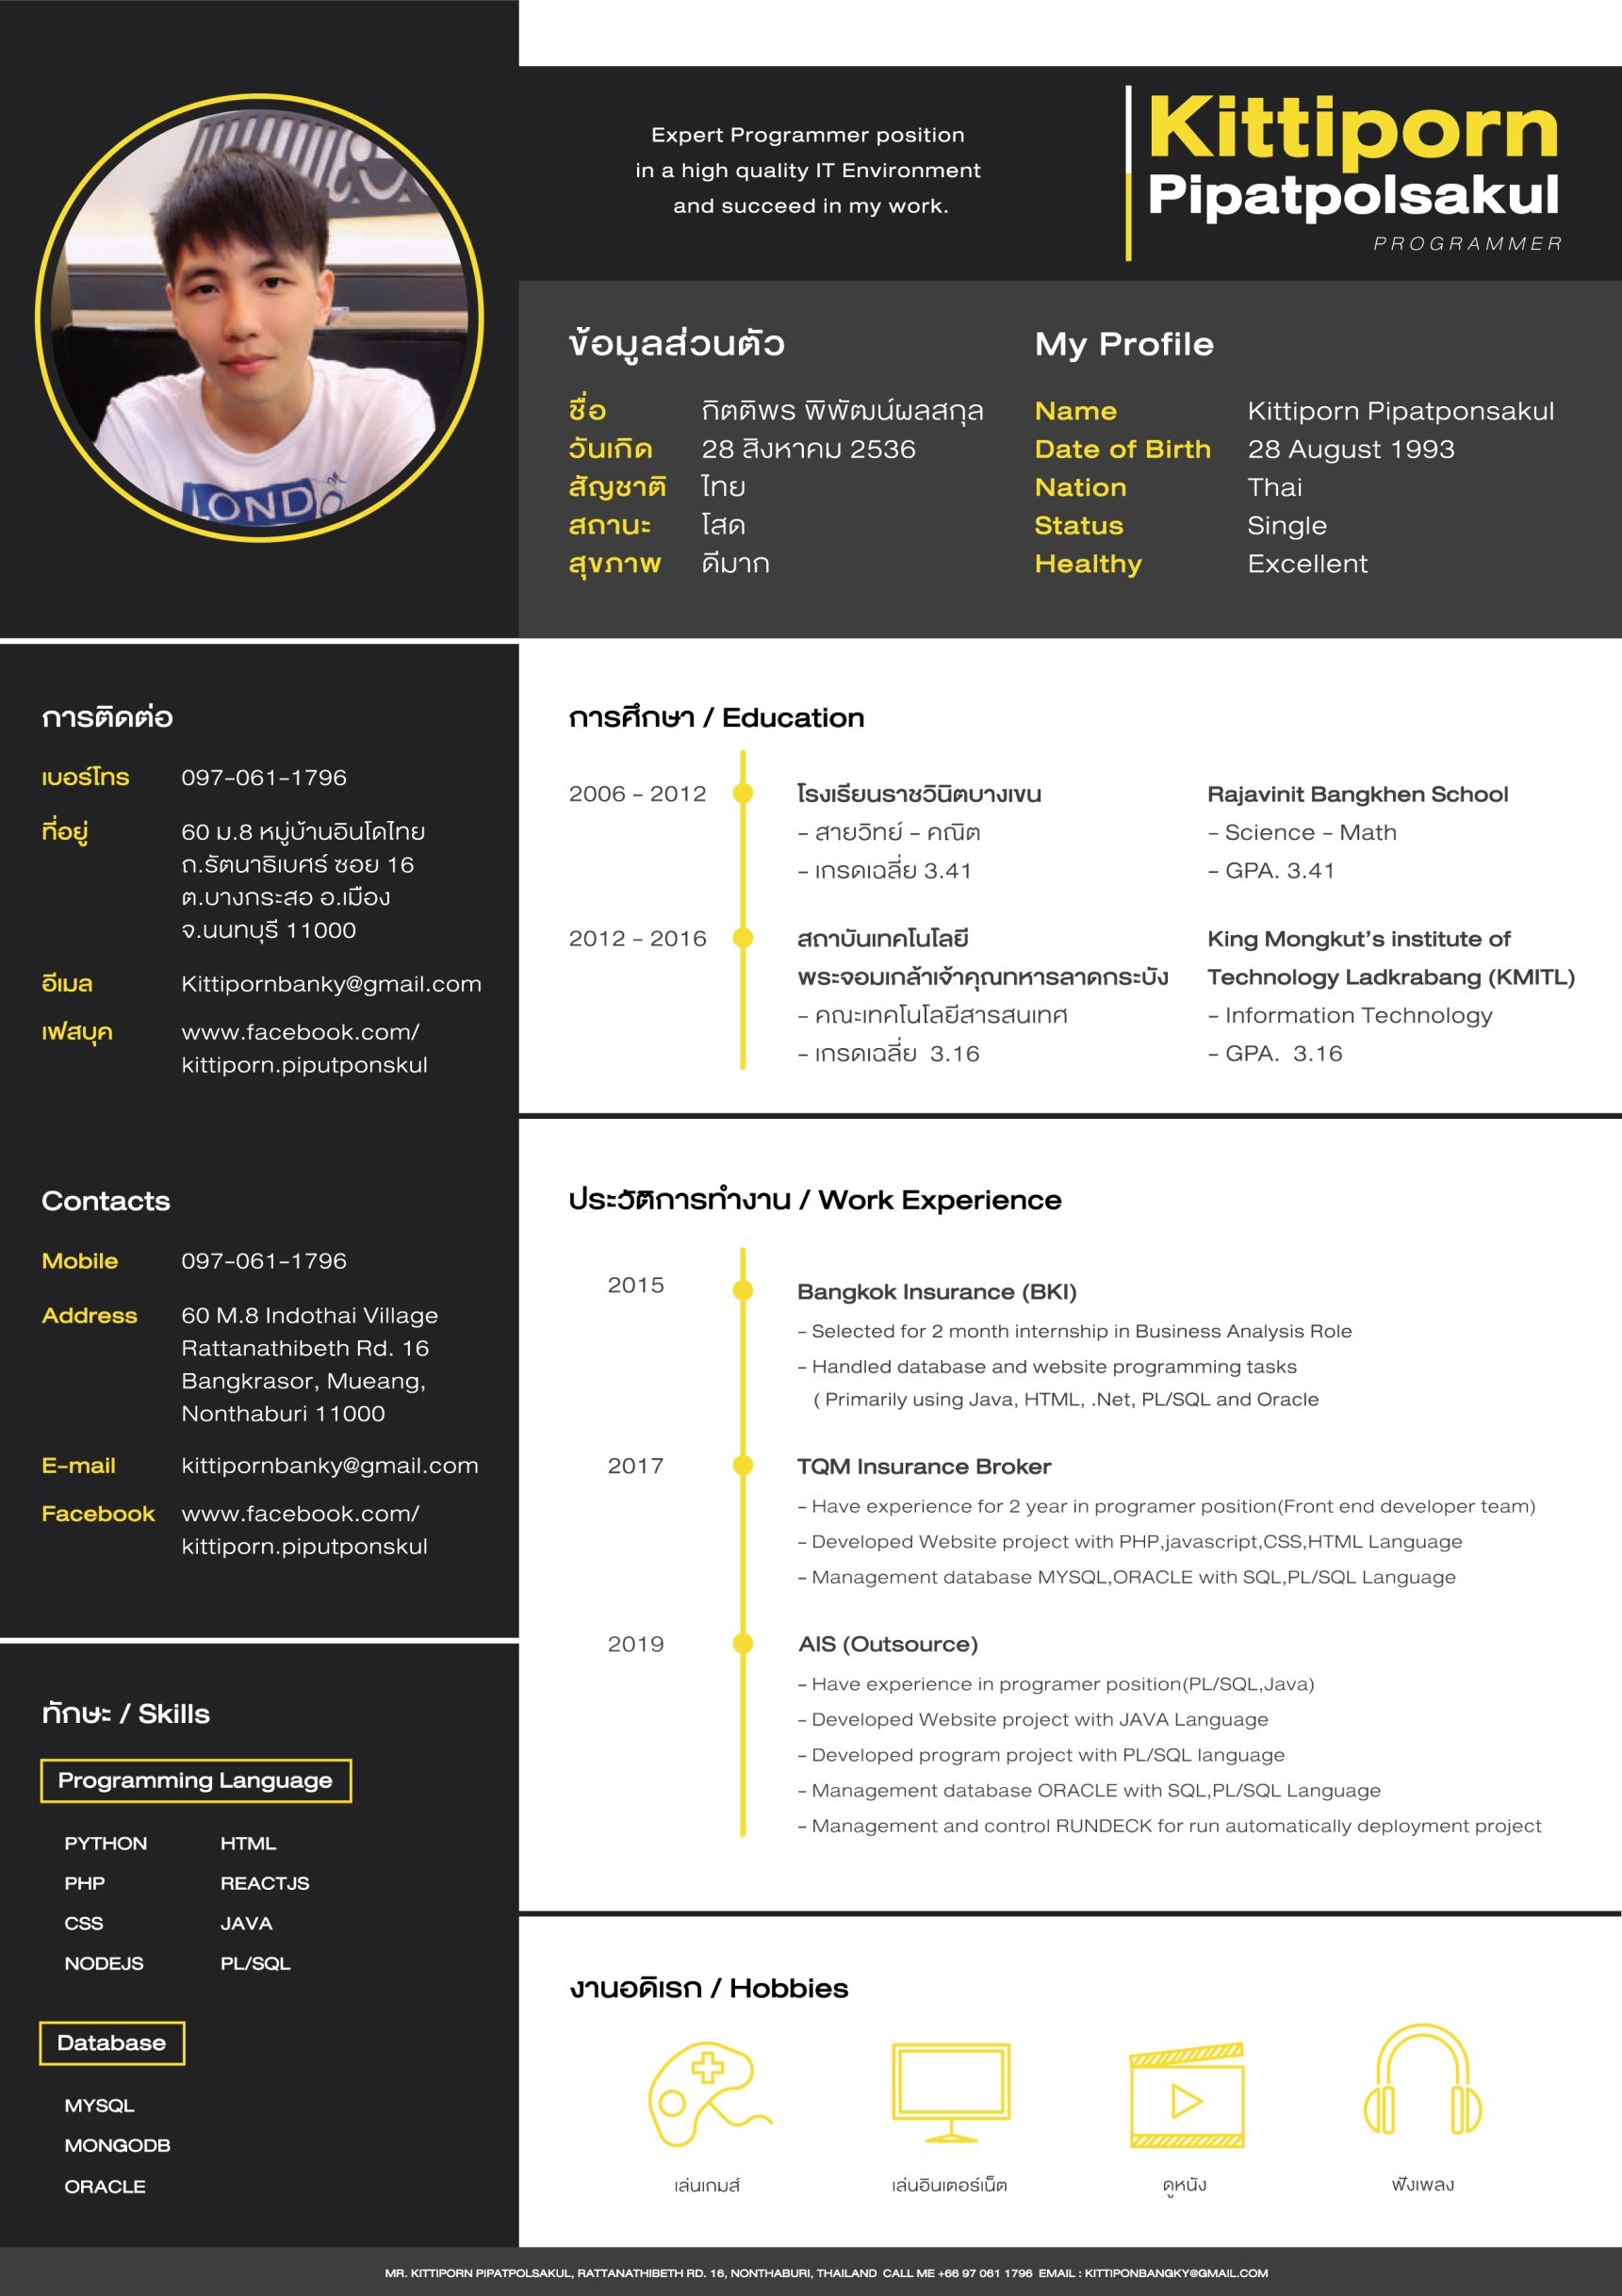 Expert Programmer position
in a high quality IT Environment
and succeed in my work.
Kittiporn
Pipatpolsakul
PROGRAMMER
LONDO
ข้อมูลส่วนตัว
ชื่อ กิตติพร พิพัฒน์ผลสกุล
วันเกิด 28 สิงหาคม 2536
สัญชาติ ไทย
สถานะ โสด
สุขภาพ ดีมาก
My Profile
Name Kittiporn Pipatponsakul
Date of Birth 28 August 1993
Nation Thai
Status Single
Healthy Excellent
การติดต่อ
เบอร์โทร 097-061-1796
ที่อยู่ 60 ม.8 หมู่บ้านอินโดไทย
ถ.รัตนาธิเบศร์ ซอย 16
ต.บางกระสอ อ.เมือง
จ.นนทบุรี 11000
อีเมล Kittipornbanky@gmail.com
เฟสบุค www.facebook.com/
kittiporn.piputponskul
Contacts
Mobile 097-061-1796
Address 60 M.8 Indothai Village
Rattanathibeth Rd. 16
Bangkrasor, Mueang,
Nonthaburi 11000
E-mail kittipornbanky@gmail.com
Facebook www.facebook.com/
kittiporn.piputponskul
ทักษะ / Skills
Programming Language
PYTHON HTML
PHP REACTJS
CSS JAVA
NODEJS PL/SQL
Database
MYSQL
MONGODB
ORACLE
การศึกษา / Education
2006 - 2012 โรงเรียนราชวินิตบางเขน Rajavinit Bangkhen School
- สายวิทย์ - คณิต - Science - Math
- เกรดเฉลี่ย 3.41 - GPA. 3.41
2012 - 2016 สถาบันเทคโนโลยี King Mongkut's institute of
พระจอมเกล้าเจ้าคุณทหารลาดกระบัง Technology Ladkrabang (KMITL)
- คณะเทคโนโลยีสารสนเทศ - Information Technology
- เกรดเฉลี่ย 3.16 - GPA. 3.16
ประวัติการทำงาน / Work Experience
2015 Bangkok Insurance (BKI)
- Selected for 2 month internship in Business Analysis Role
- Handled database and website programming tasks
( Primarily using Java, HTML, .Net, PL/SQL and Oracle
2017 TQM Insurance Broker
- Have experience for 2 year in programer position(Front end developer team)
- Developed Website project with PHP,javascript,CSS,HTML Language
- Management database MYSQL,ORACLE with SQL,PL/SQL Language
2019 AIS (Outsource)
- Have experience in programer position(PL/SQL,Java)
- Developed Website project with JAVA Language
- Developed program project with PL/SQL language
- Management database ORACLE with SQL,PL/SQL Language
- Management and control RUNDECK for run automatically deployment project
งานอดิเรก / Hobbies
เล่นเกมส์ เล่นอินเตอร์เน็ต ดูหนัง ฟังเพลง
MR. KITTIPORN PIPATPOLSAKUL, RATTANATHIBETH RD. 16, NONTHABURI, THAILAND CALL ME +66 97 061 1796 EMAIL : KITTIPONBANGKY@GMAIL.COM